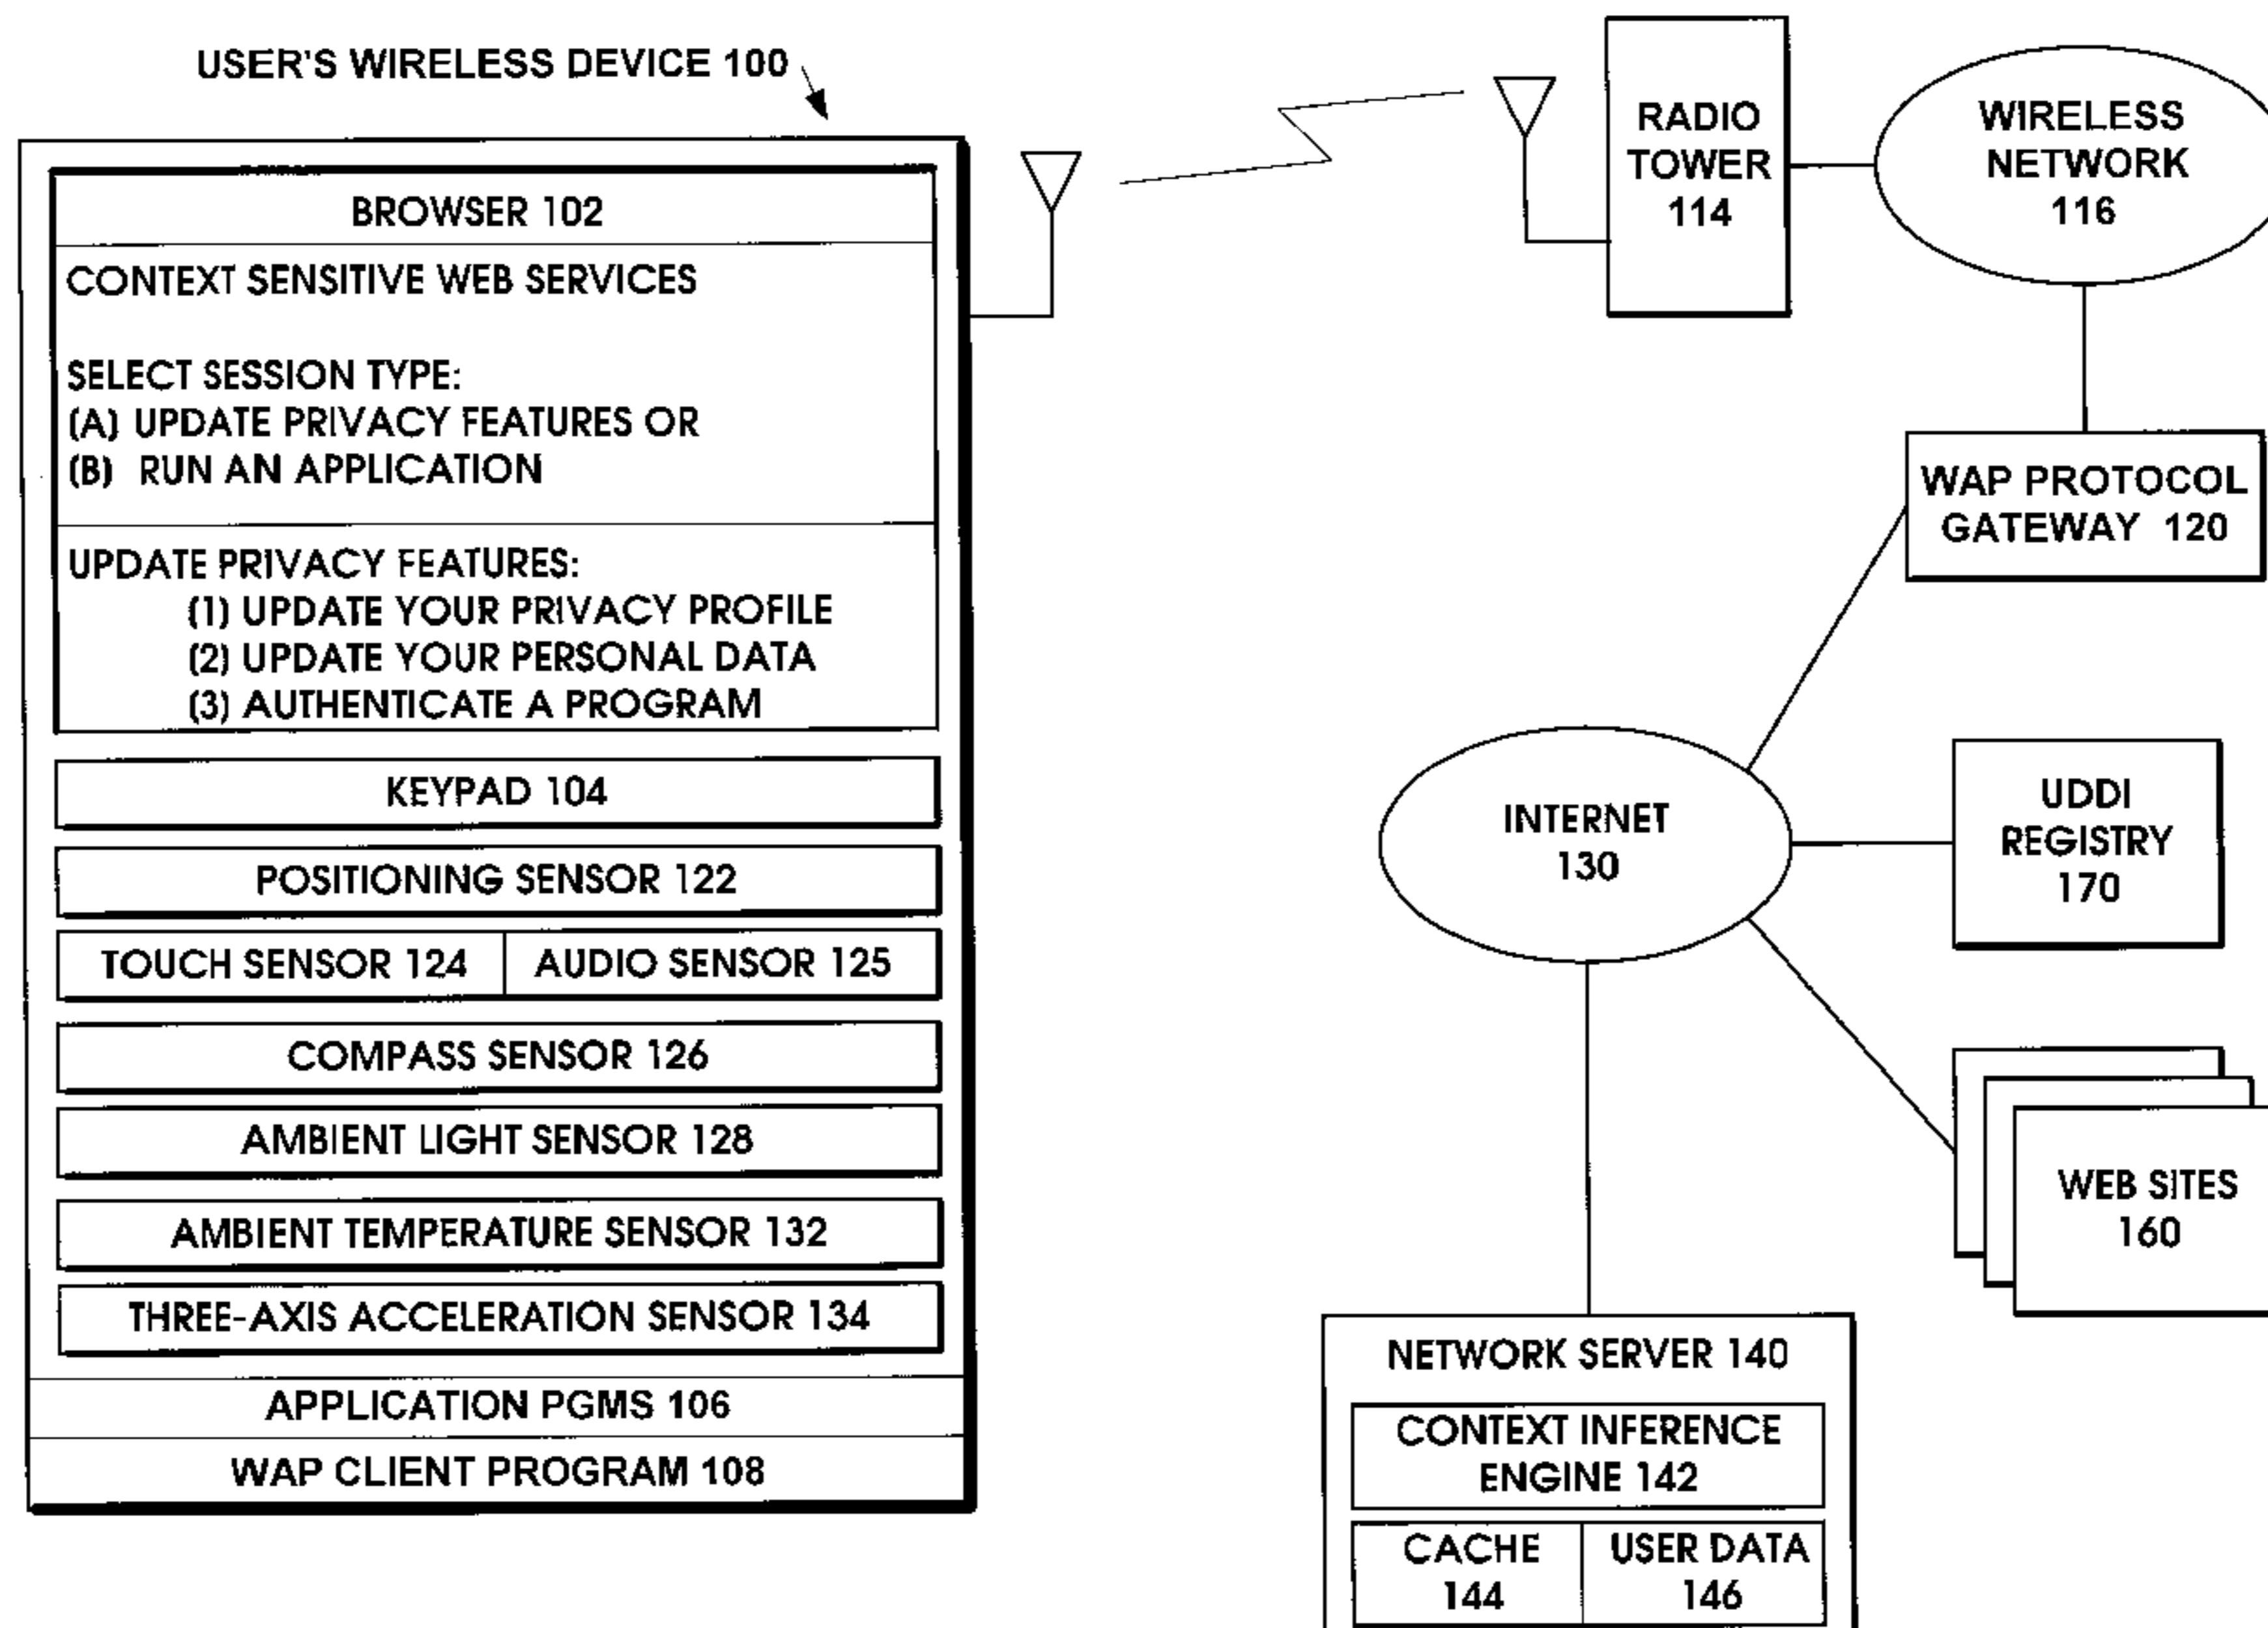 USER'S WIRELESS DEVICE 100
BROWSER 102
CONTEXT SENSITIVE WEB SERVICES
SELECT SESSION TYPE:
(A) UPDATE PRIVACY FEATURES OR
(B) RUN AN APPLICATION
UPDATE PRIVACY FEATURES:
(1) UPDATE YOUR PRIVACY PROFILE
(2) UPDATE YOUR PERSONAL DATA
(3) AUTHENTICATE A PROGRAM
KEYPAD 104
POSITIONING SENSOR 122
TOUCH SENSOR 124
AUDIO SENSOR 125
COMPASS SENSOR 126
AMBIENT LIGHT SENSOR 128
AMBIENT TEMPERATURE SENSOR 132
THREE-AXIS ACCELERATION SENSOR 134
APPLICATION PGMS 106
WAP CLIENT PROGRAM 108
RADIO
TOWER
114
WIRELESS
NETWORK
116
WAP PROTOCOL
GATEWAY 120
INTERNET
130
UDDI
REGISTRY
170
WEB SITES
160
NETWORK SERVER 140
CONTEXT INFERENCE
ENGINE 142
CACHE
144
USER DATA
146